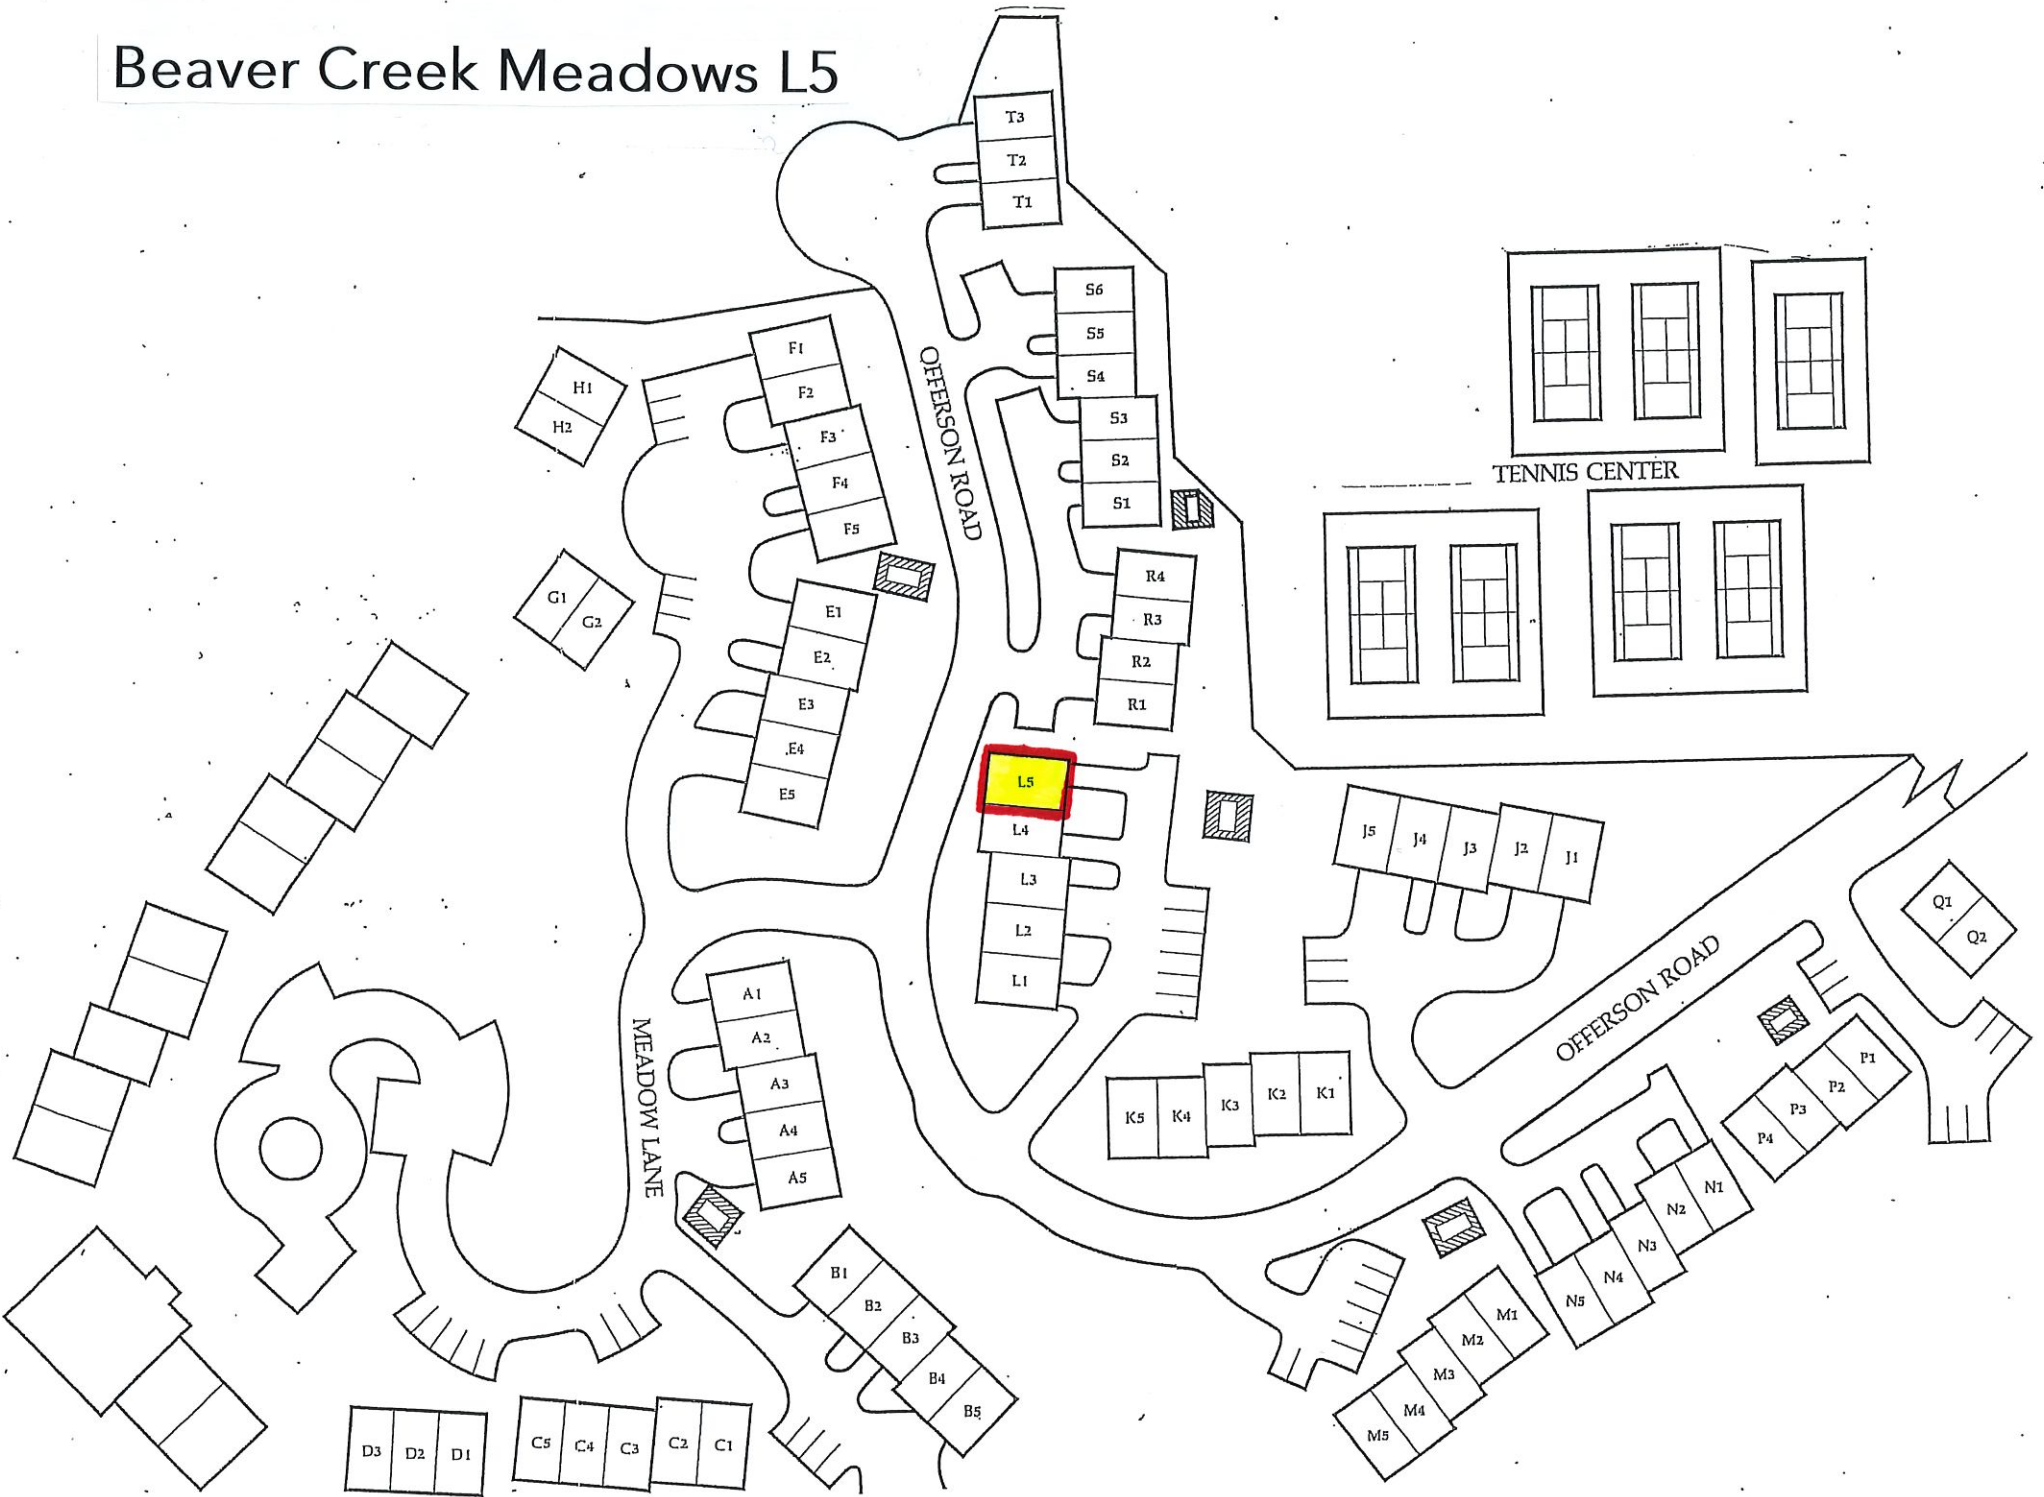 Beaver Creek Meadows L5
T3
T2
T1
S6
S5
S4
S3
S2
S1
F1
F2
F3
F4
F5
H1
H2
OFFERSON ROAD
TENNIS CENTER
G1
G2
E1
E2
E3
E4
E5
R4
R3
R2
R1
L5
L4
L3
L2
L1
J5
J4
J3
J2
J1
Q1
Q2
OFFERSON ROAD
A1
A2
A3
A4
A5
MEADOW LANE
K5
K4
K3
K2
K1
P1
P2
P3
P4
N1
N2
N3
N4
N5
M1
M2
M3
M4
M5
B1
B2
B3
B4
B5
D3
D2
D1
C5
C4
C3
C2
C1